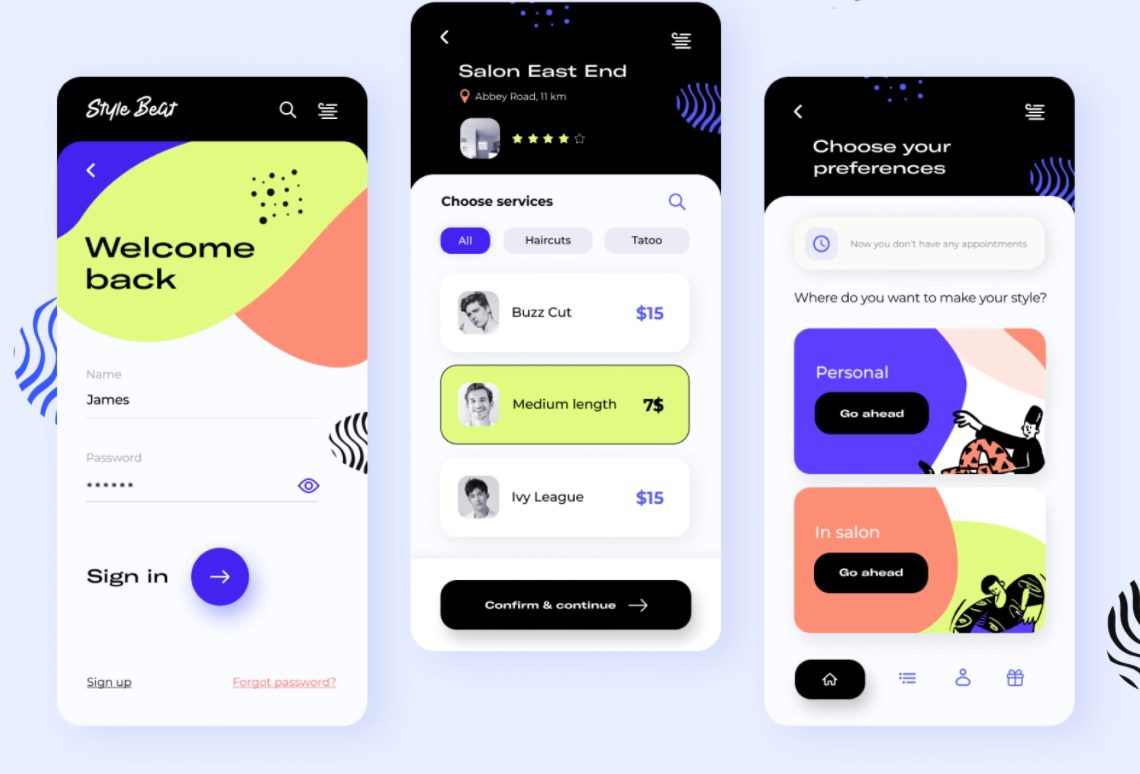 Style Beat
Welcome
back
Name
James
Password
******
Sign in
Sign up
Forgot password?
Salon East End
Abbey Road, 11 km
Choose services
All
Haircuts
Tatoo
Buzz Cut
$15
Medium length
7$
Ivy League
$15
Confirm & continue
Choose your
preferences
Now you don't have any appointments
Where do you want to make your style?
Personal
Go ahead
In salon
Go ahead